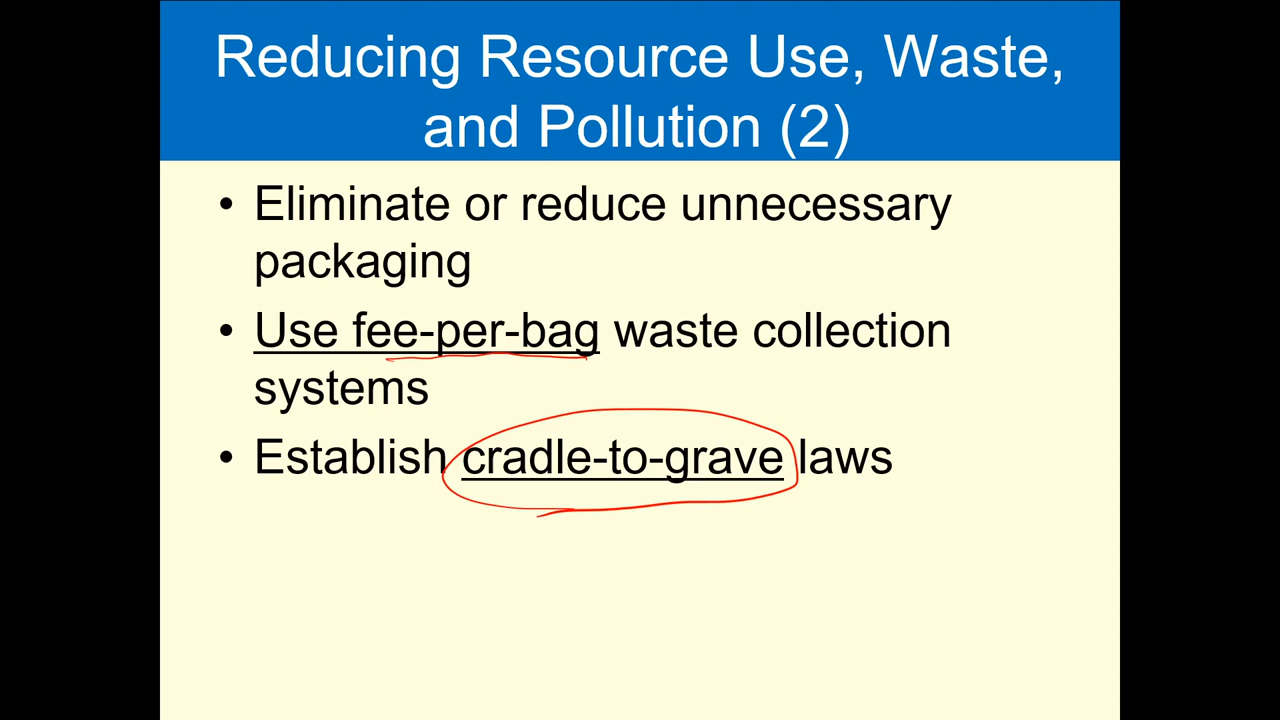 Reducing Resource Use, Waste,
and Pollution (2)
• Eliminate or reduce unnecessary
packaging
• Use fee-per-bag waste collection
systems
• Establish cradle-to-grave laws